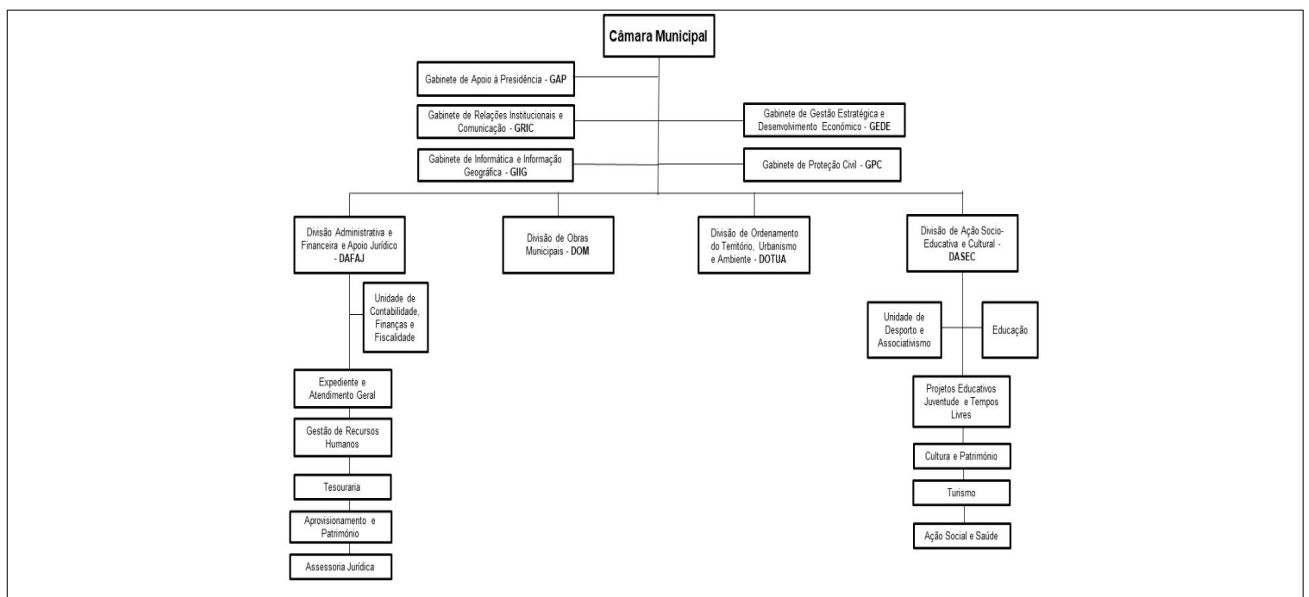 Câmara Municipal
Gabinete de Apoio á Presidência - GAP
Gabinete de Relações Institucionais e
Comunicação - GRIC
Gabinete de Gestão Estratégica e
Desenvolvimento Económico - GEDE
Gabinete de Informática e Informação
Geográfica - GIIG
Gabinete de Proteção Civil - GPC
Divisão Administrativa e
Financeira e Apoio Jurídico
- DAFAJ
Divisão de Obras
Municipais - DOM
Divisão de Ordenamento
do Território, Urbanismo
e Ambiente - DOTUA
Divisão de Ação Socio-
Educativa e Cultural -
DASEC
Unidade de
Contabilidade,
Finanças e
Fiscalidade
Unidade de
Desporto e
Associativismo
Educação
Expediente e
Atendimento Geral
Gestão de Recursos
Humanos
Tesouraria
Aprovisionamento e
Património
Assessoria Jurídica
Projetos Educativos
Juventude e Tempos
Livres
Cultura e Património
Turismo
Ação Social e Saúde